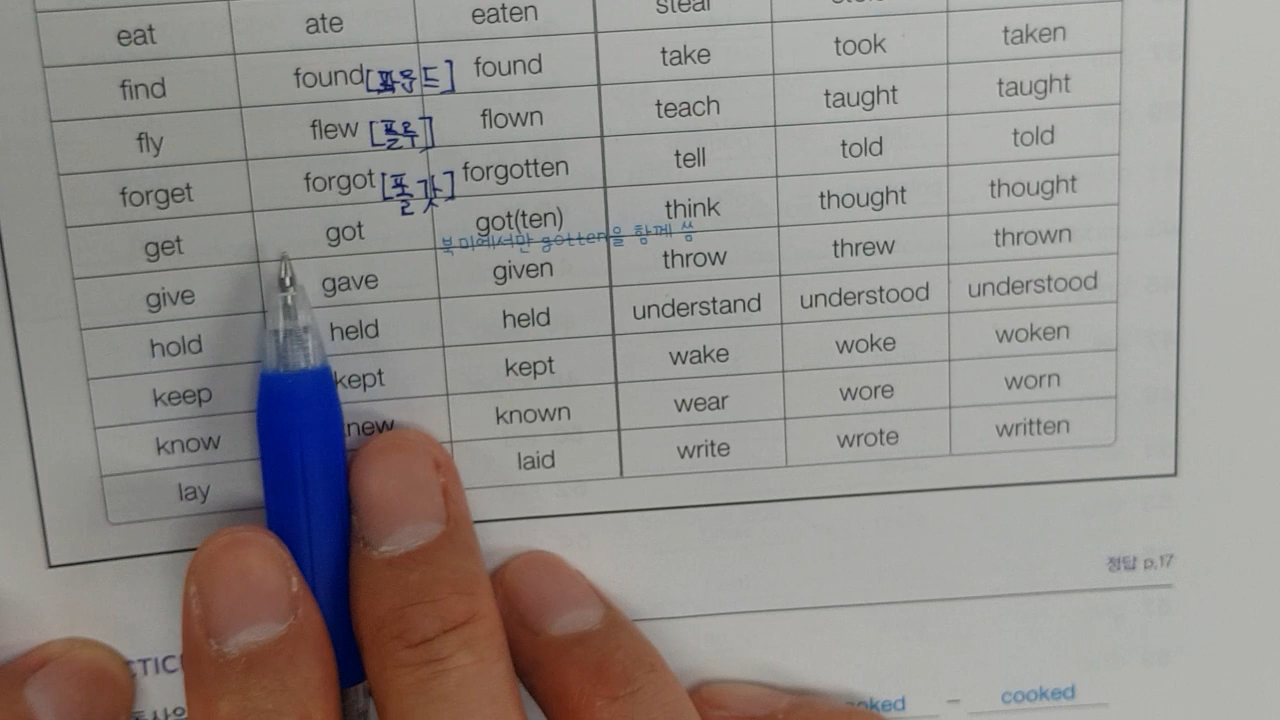 eat ate eaten steal
find found [파운드] found take took taken
fly flew [플루] flown teach taught taught
forget forgot [폴갓] forgotten tell told told
get got got(ten) think thought thought
북미에서만 gotten을 함께 씀
give gave given throw threw thrown
hold held held understand understood understood
keep kept kept wake woke woken
know knew known wear wore worn
lay laid write wrote written
정답 p.17
cooked